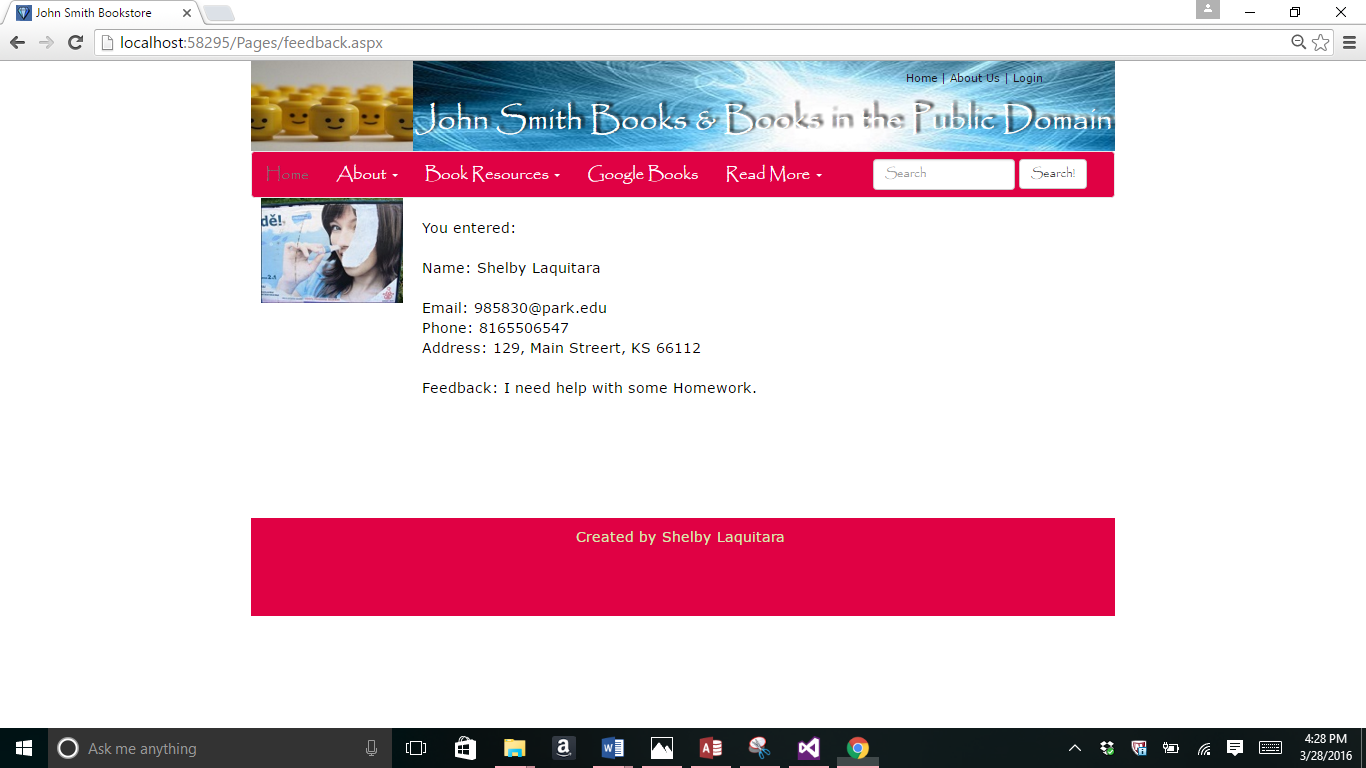 John Smith Bookstore
localhost:58295/Pages/feedback.aspx
Home | About Us | Login
John Smith Books & Books in the Public Domain
Home About Book Resources Google Books Read More Search Search!
dě!
You entered:
Name: Shelby Laquitara
Email: 985830@park.edu
Phone: 8165506547
Address: 129, Main Streert, KS 66112
Feedback: I need help with some Homework.
Created by Shelby Laquitara
Ask me anything
4:28 PM
3/28/2016